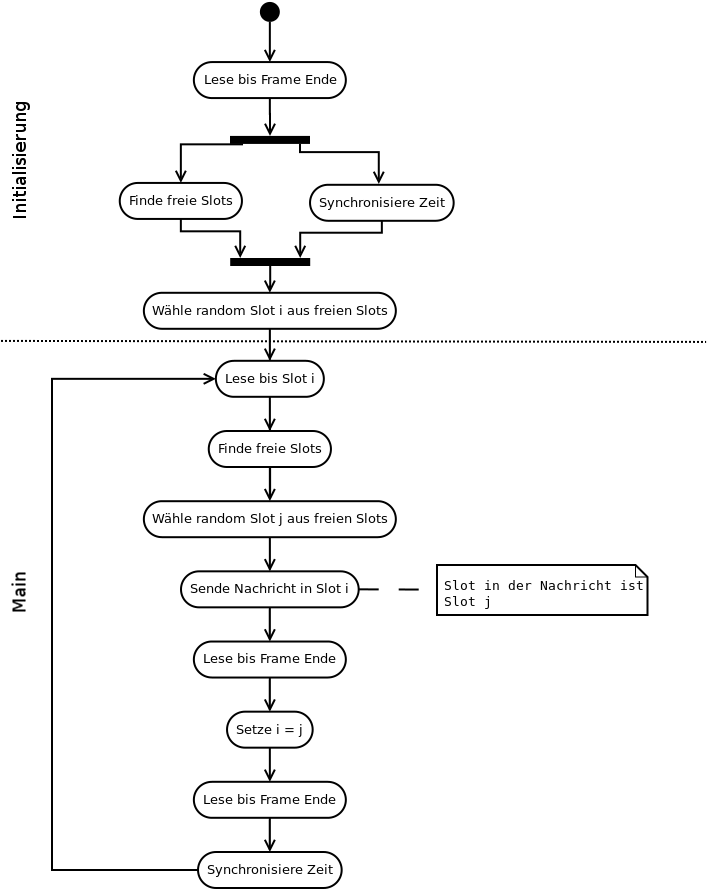 Initialisierung
Lese bis Frame Ende
Finde freie Slots
Synchronisiere Zeit
Wähle random Slot i aus freien Slots
Main
Lese bis Slot i
Finde freie Slots
Wähle random Slot j aus freien Slots
Sende Nachricht in Slot i
Slot in der Nachricht ist
Slot j
Lese bis Frame Ende
Setze i = j
Lese bis Frame Ende
Synchronisiere Zeit